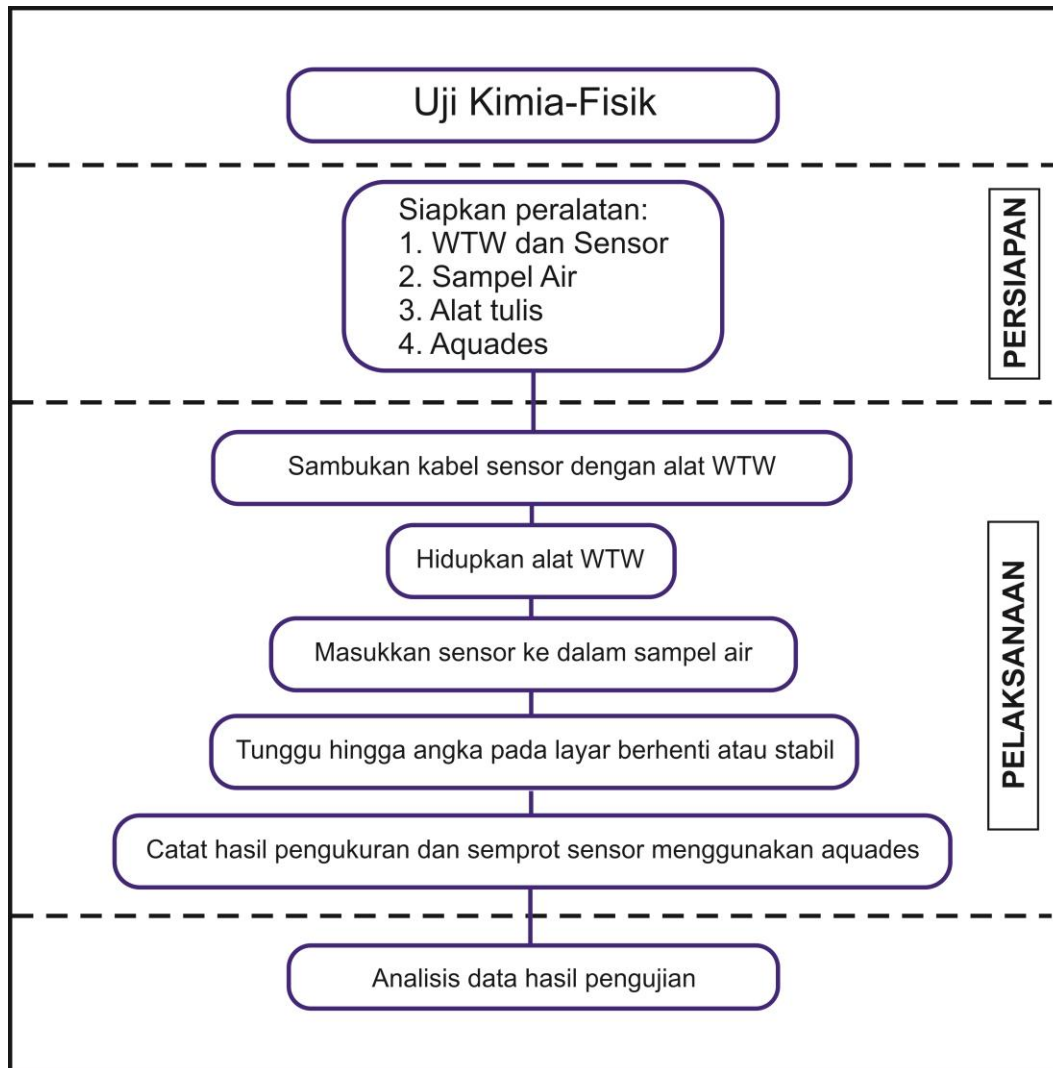 Uji Kimia-Fisik
Siapkan peralatan:
1. WTW dan Sensor
2. Sampel Air
3. Alat tulis
4. Aquades
PERSIAPAN
Sambukan kabel sensor dengan alat WTW
Hidupkan alat WTW
Masukkan sensor ke dalam sampel air
Tunggu hingga angka pada layar berhenti atau stabil
Catat hasil pengukuran dan semprot sensor menggunakan aquades
PELAKSANAAN
Analisis data hasil pengujian